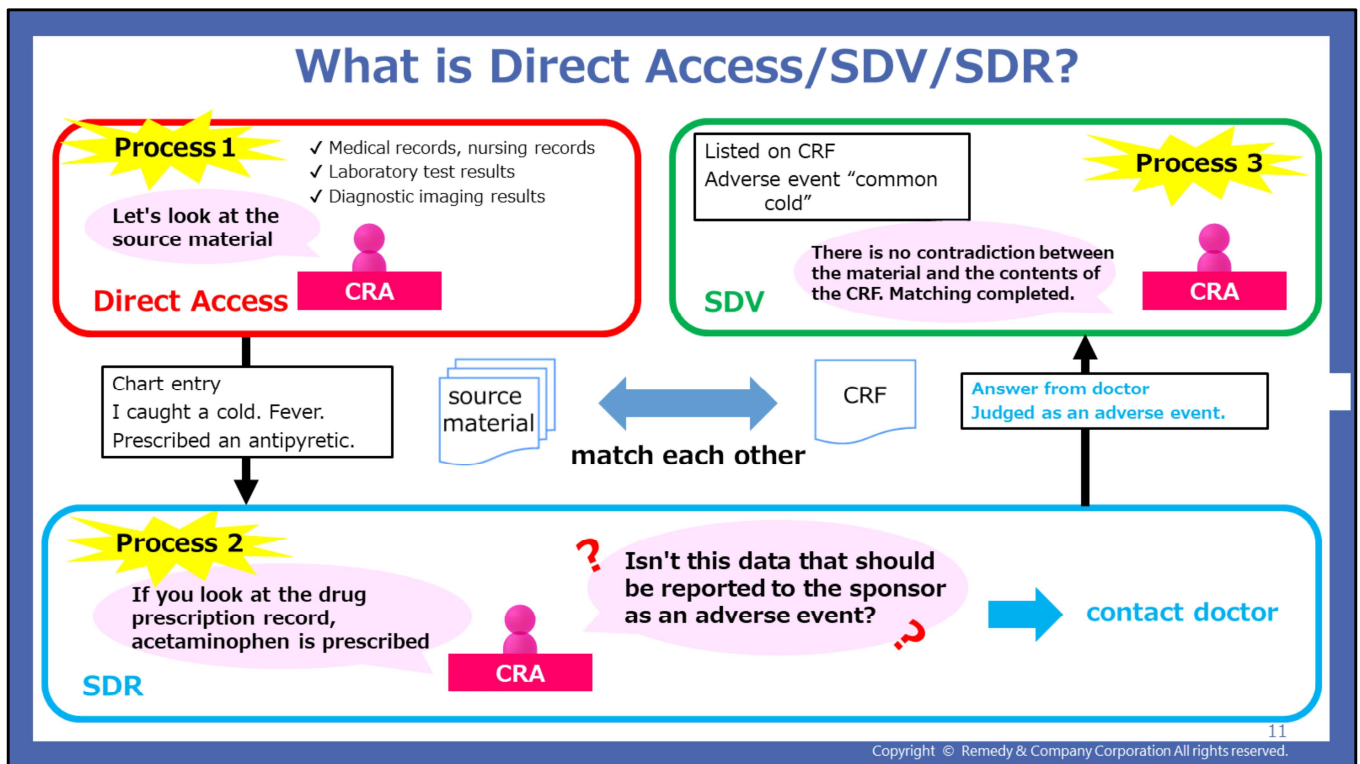 What is Direct Access/SDV/SDR?
Process 1
✓ Medical records, nursing records
✓ Laboratory test results
✓ Diagnostic imaging results
Let's look at the
source material
CRA
Direct Access
Listed on CRF
Adverse event “common
cold”
Process 3
There is no contradiction between
the material and the contents of
the CRF. Matching completed.
CRA
SDV
Chart entry
I caught a cold. Fever.
Prescribed an antipyretic.
source
material
CRF
match each other
Answer from doctor
Judged as an adverse event.
Process 2
If you look at the drug
prescription record,
acetaminophen is prescribed
CRA
SDR
?
Isn't this data that should
be reported to the sponsor
as an adverse event?
?
contact doctor
11
Copyright © Remedy & Company Corporation All rights reserved.